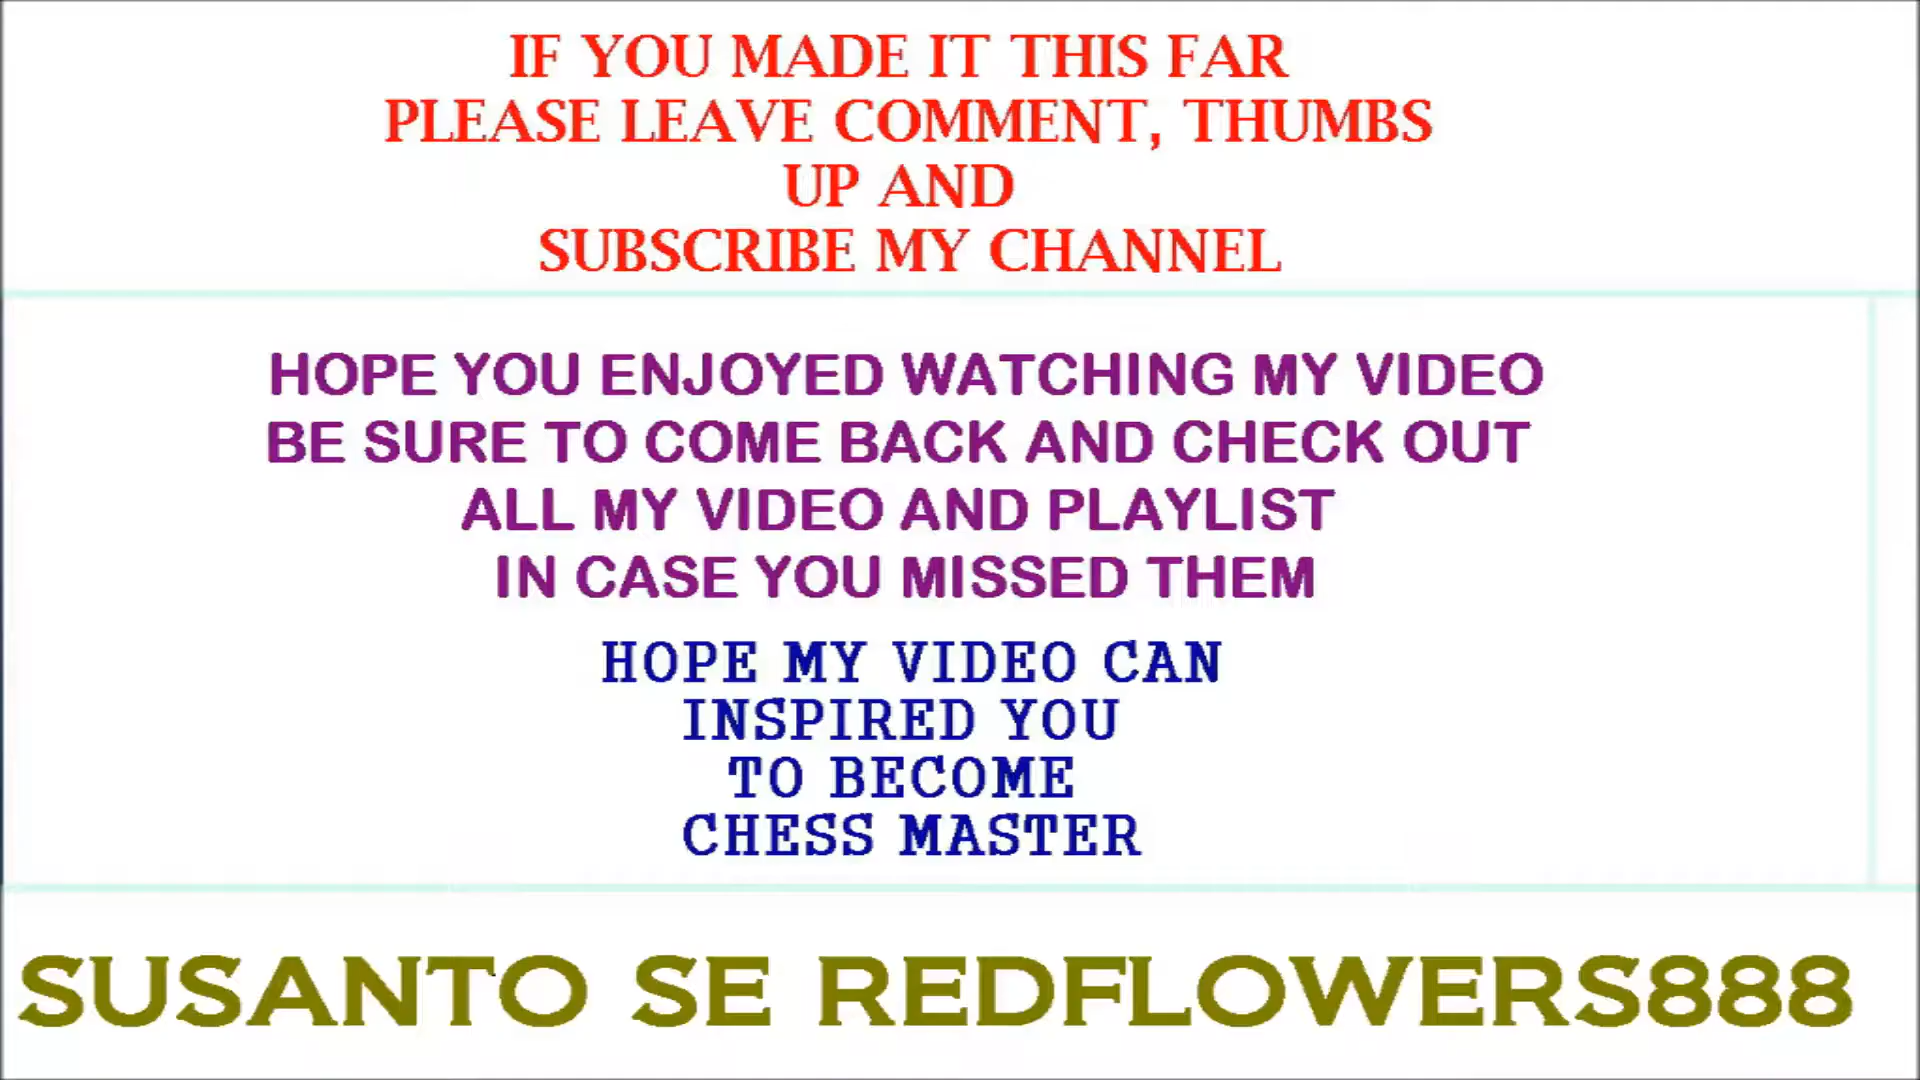 IF YOU MADE IT THIS FAR
PLEASE LEAVE COMMENT, THUMBS
UP AND
SUBSCRIBE MY CHANNEL
HOPE YOU ENJOYED WATCHING MY VIDEO
BE SURE TO COME BACK AND CHECK OUT
ALL MY VIDEO AND PLAYLIST
IN CASE YOU MISSED THEM
HOPE MY VIDEO CAN
INSPIRED YOU
TO BECOME
CHESS MASTER
SUSANTO SE REDFLOWERS888